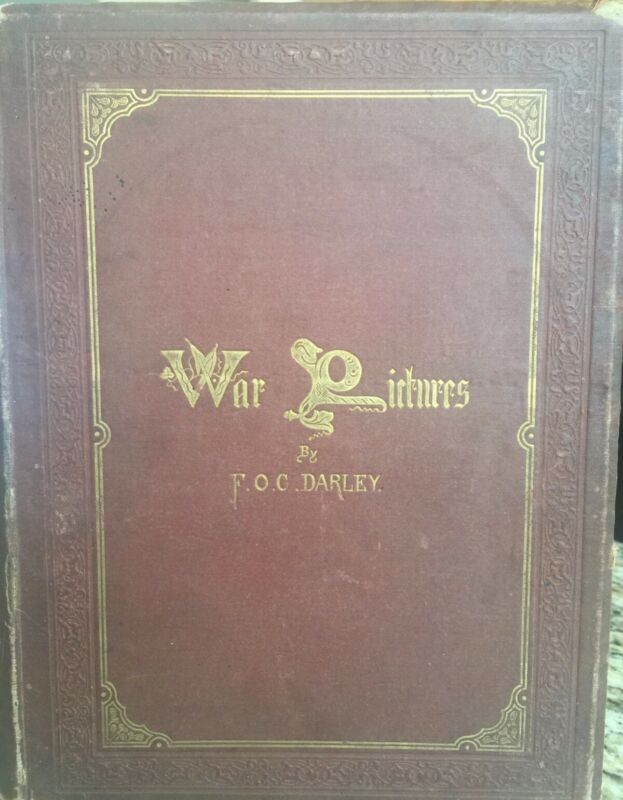 War Pictures
By
F.O.C. DARLEY.